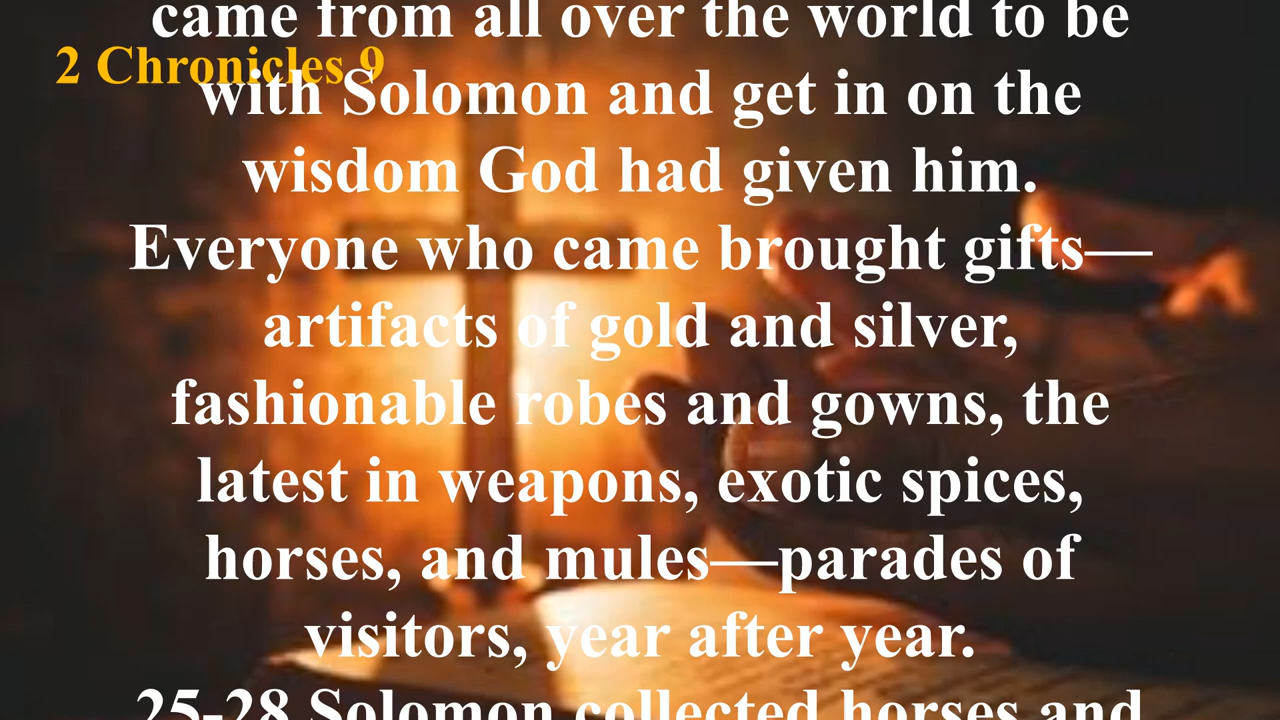 came from all over the world to be
2 Chronicles 9
with Solomon and get in on the
wisdom God had given him.
Everyone who came brought gifts—
artifacts of gold and silver,
fashionable robes and gowns, the
latest in weapons, exotic spices,
horses, and mules—parades of
visitors, year after year.
25-28 Solomon collected horses and